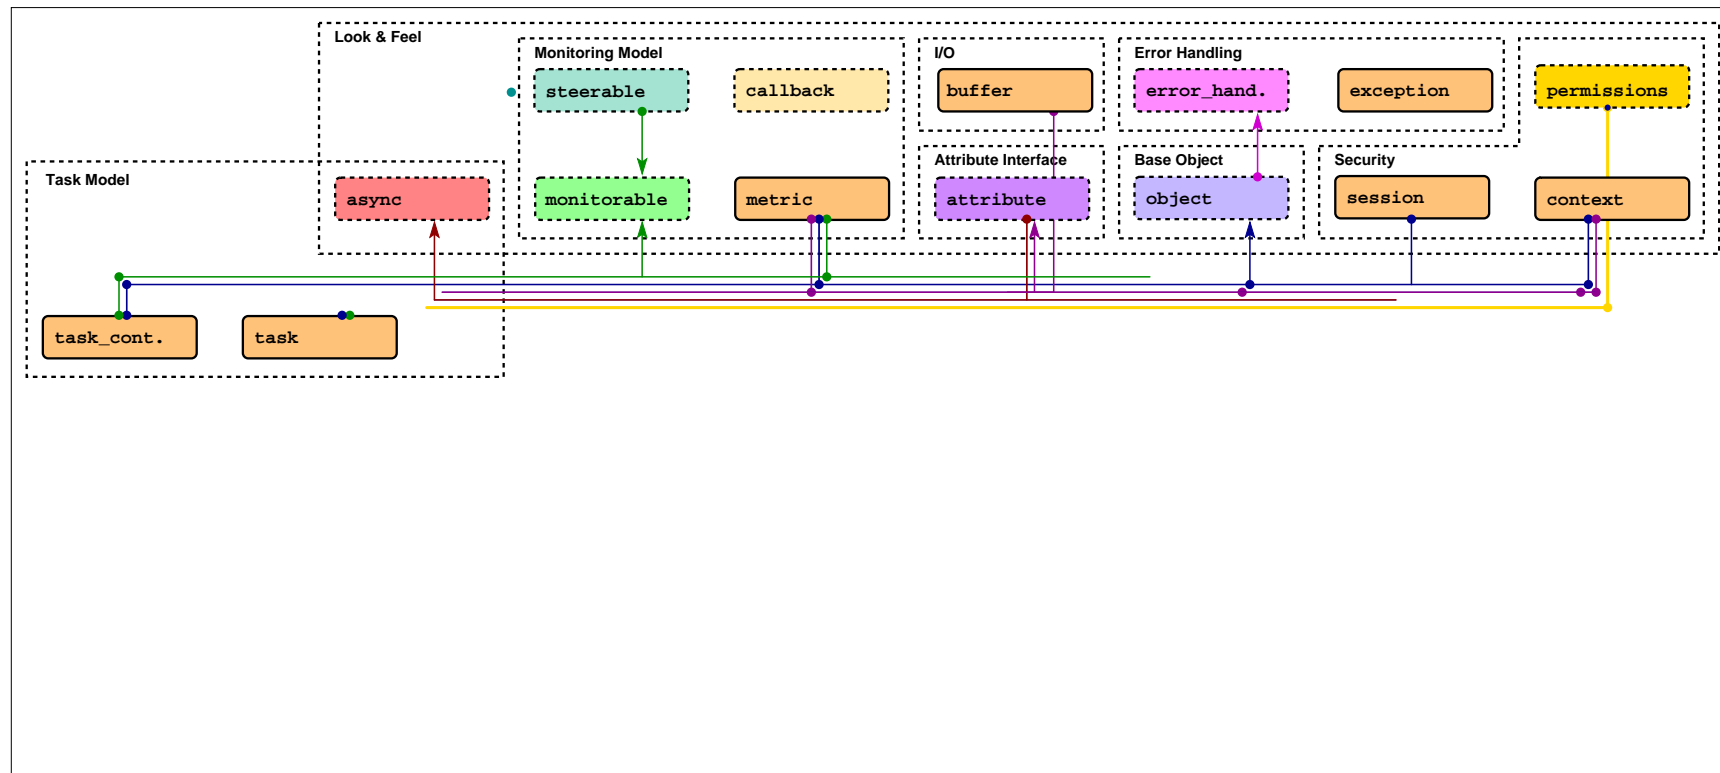 Look & Feel
Monitoring Model
I/O
Error Handling
steerable
callback
buffer
error_hand.
exception
permissions
Attribute Interface
Base Object
Security
Task Model
async
monitorable
metric
attribute
object
session
context
task_cont.
task